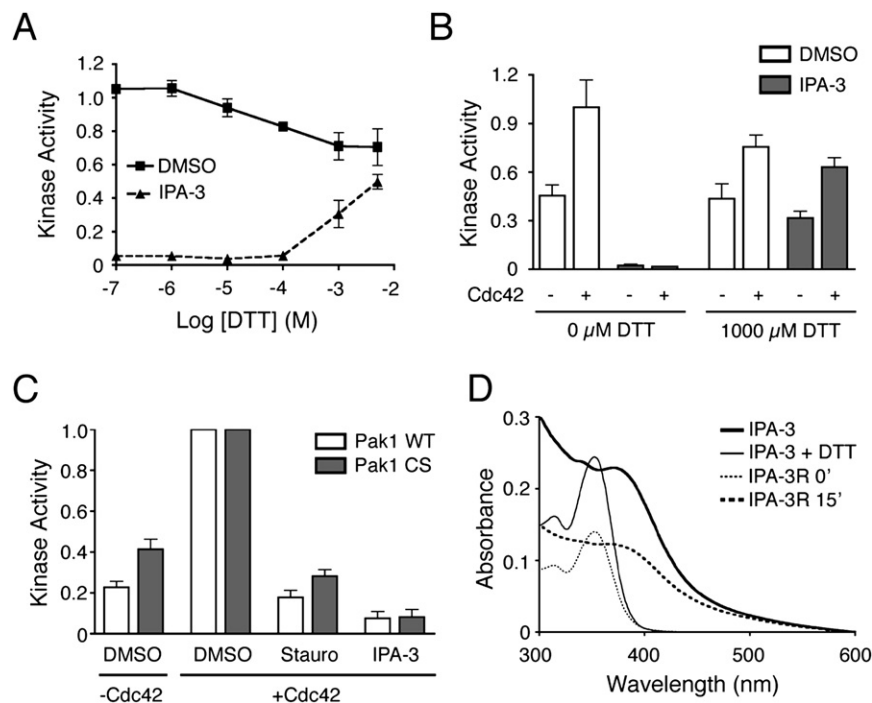 A
Kinase Activity
1.2
1.0
0.8
0.6
0.4
0.2
0
DMSO
IPA-3
-7 -6 -5 -4 -3 -2
Log [DTT] (M)
B
Kinase Activity
1.2
0.9
0.6
0.3
0
DMSO
IPA-3
Cdc42 - + - + - + - +
0 µM DTT 1000 µM DTT
C
Kinase Activity
1.0
0.8
0.6
0.4
0.2
0
Pak1 WT
Pak1 CS
DMSO DMSO Stauro IPA-3
-Cdc42 +Cdc42
D
Absorbance
0.3
0.2
0.1
0
IPA-3
IPA-3 + DTT
IPA-3R 0'
IPA-3R 15'
300 400 500 600
Wavelength (nm)